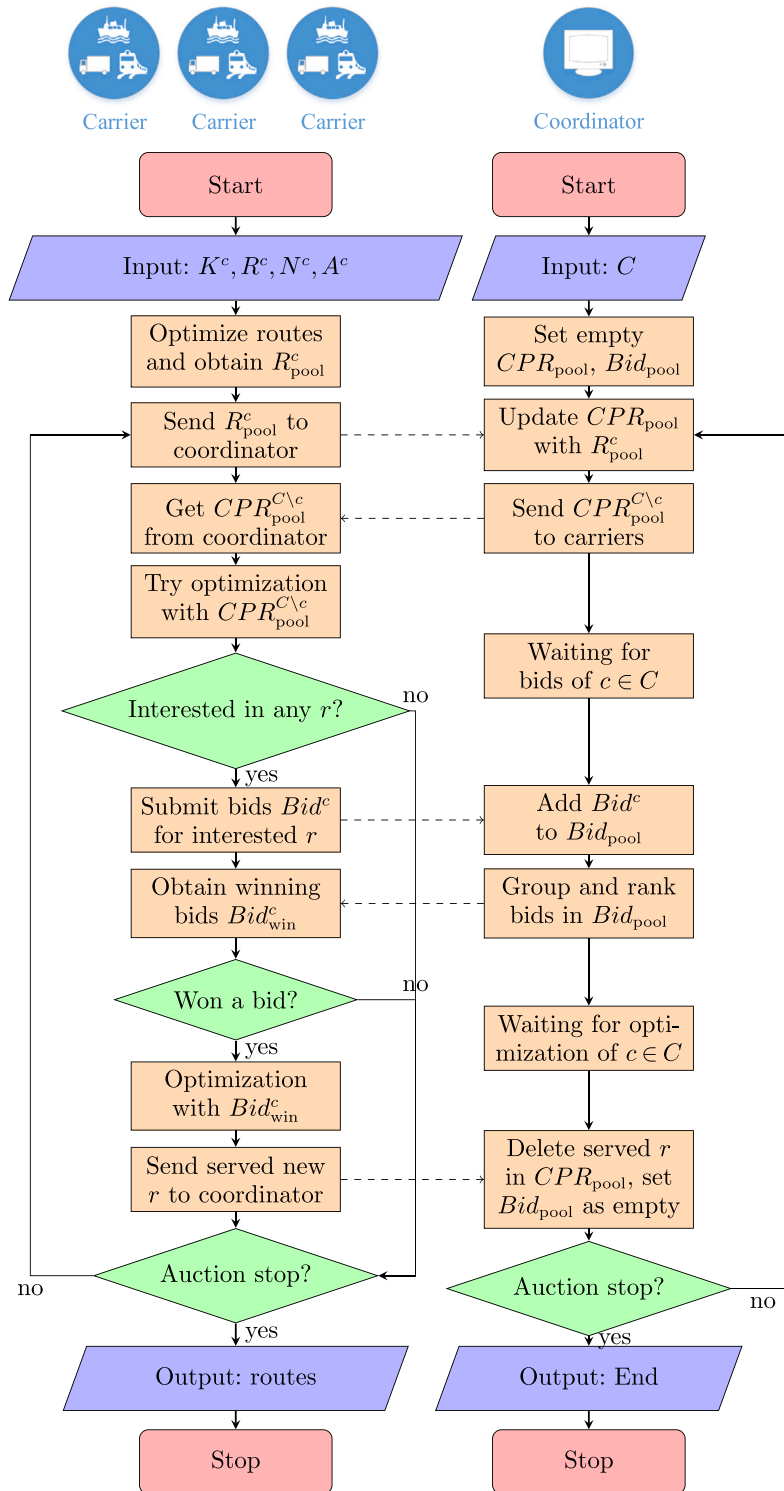 Carrier Carrier Carrier
Coordinator
Start
Input: K^c, R^c, N^c, A^c
Optimize routes
and obtain R^c_pool
Send R^c_pool to
coordinator
Get CPR^{C\c}_pool
from coordinator
Try optimization
with CPR^{C\c}_pool
Interested in any r?
no
yes
Submit bids Bid^c
for interested r
Obtain winning
bids Bid^c_win
Won a bid?
no
yes
Optimization
with Bid^c_win
Send served new
r to coordinator
Auction stop?
no
yes
Output: routes
Stop
Start
Input: C
Set empty
CPR_pool, Bid_pool
Update CPR_pool
with R^c_pool
Send CPR^{C\c}_pool
to carriers
Waiting for
bids of c ∈ C
Add Bid^c
to Bid_pool
Group and rank
bids in Bid_pool
Waiting for opti-
mization of c ∈ C
Delete served r
in CPR_pool, set
Bid_pool as empty
Auction stop?
no
yes
Output: End
Stop